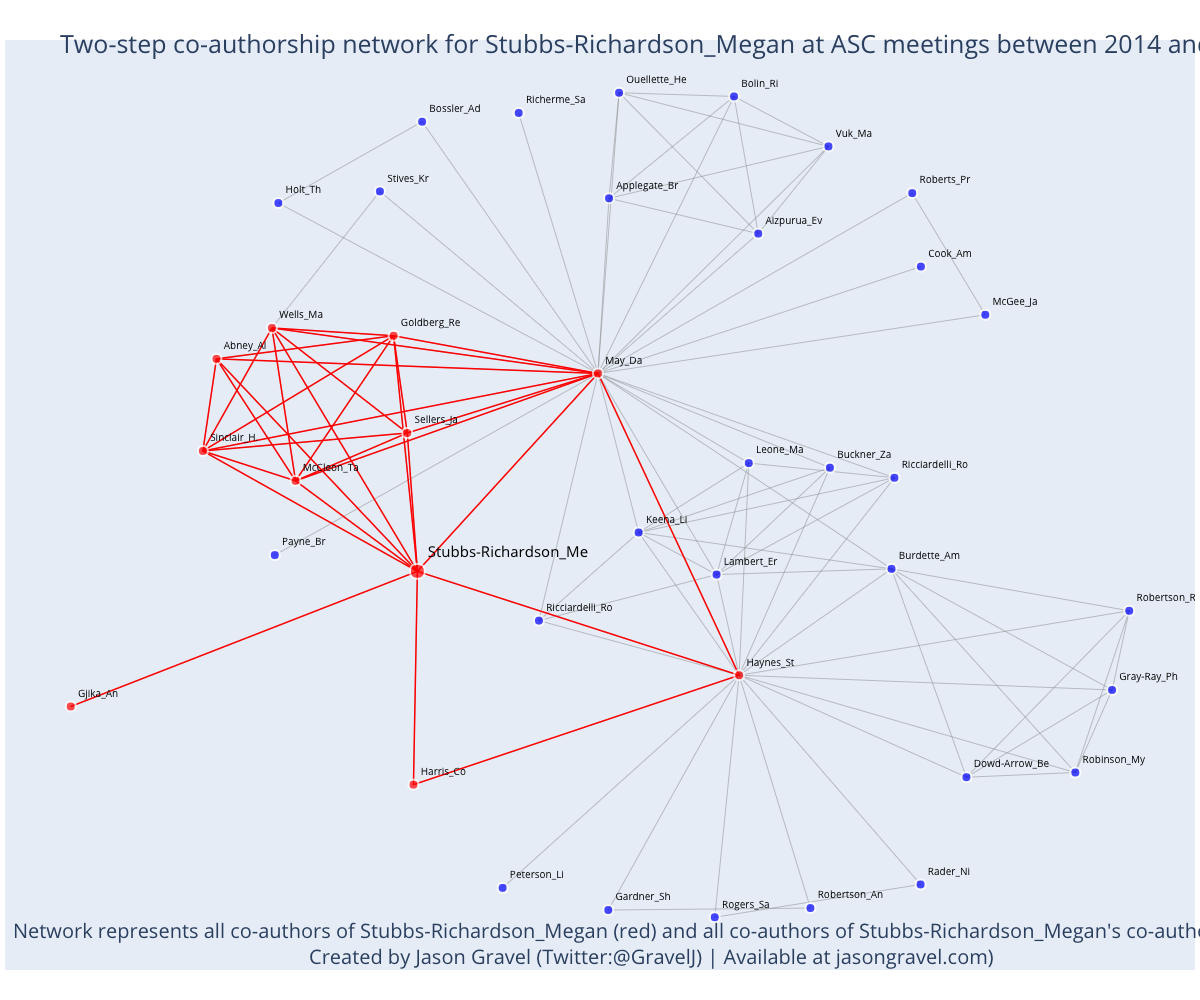 Two-step co-authorship network for Stubbs-Richardson_Megan at ASC meetings between 2014 and
Ouellette_He
Bolin_Ri
Richerme_Sa
Bossler_Ad
Vuk_Ma
Stives_Kr
Holt_Th
Applegate_Br
Roberts_Pr
Aizpurua_Ev
Cook_Am
McGee_Ja
Wells_Ma
Goldberg_Re
Abney_Al
May_Da
Sellers_Ja
Sinclair_H
McCleon_Ta
Leone_Ma
Buckner_Za
Ricciardelli_Ro
Keena_Li
Payne_Br
Stubbs-Richardson_Me
Lambert_Er
Burdette_Am
Ricciardelli_Ro
Robertson_R
Haynes_St
Gray-Ray_Ph
Gjika_An
Harris_Co
Dowd-Arrow_Be
Robinson_My
Peterson_Li
Rader_Ni
Gardner_Sh
Rogers_Sa
Robertson_An
Network represents all co-authors of Stubbs-Richardson_Megan (red) and all co-authors of Stubbs-Richardson_Megan's co-autho
Created by Jason Gravel (Twitter:@GravelJ) | Available at jasongravel.com)